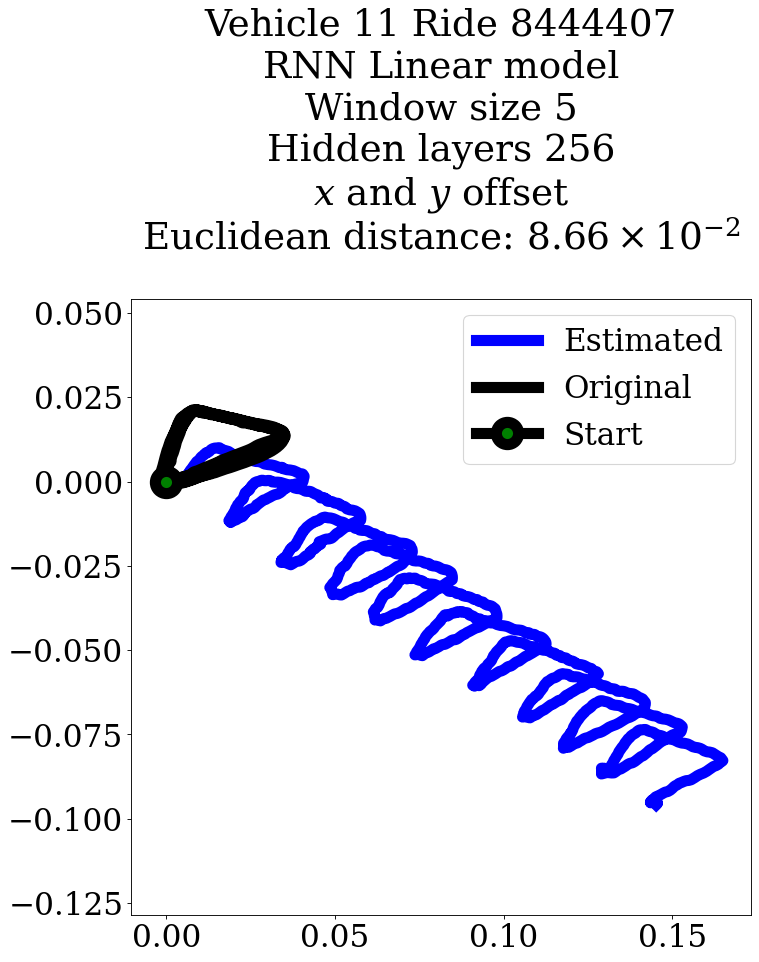 Vehicle 11 Ride 8444407
RNN Linear model
Window size 5
Hidden layers 256
x and y offset
Euclidean distance: 8.66 × 10⁻²
Estimated
Original
Start
0.050
0.025
0.000
−0.025
−0.050
−0.075
−0.100
−0.125
0.00 0.05 0.10 0.15